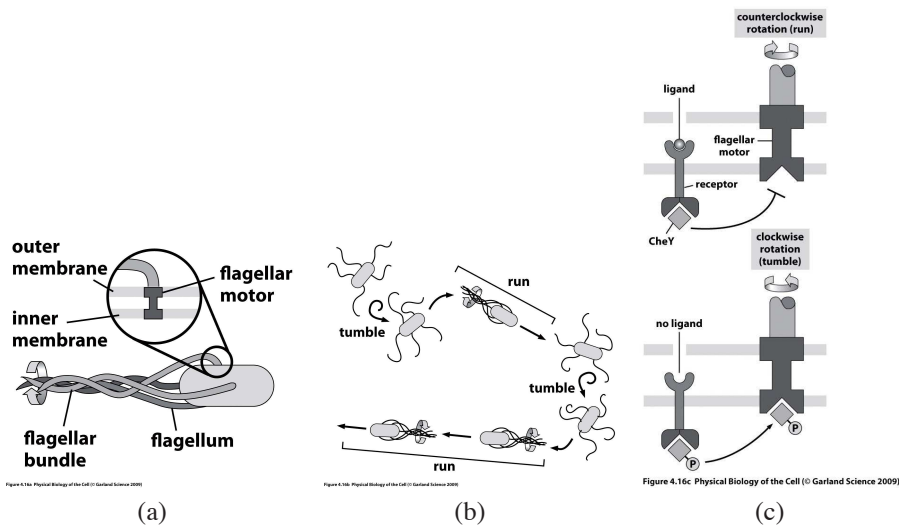 outer
membrane
flagellar
motor
inner
membrane
flagellar
bundle
flagellum
Figure 4.16a Physical Biology of the Cell (© Garland Science 2009)
(a)
run
tumble
tumble
run
Figure 4.16b Physical Biology of the Cell (© Garland Science 2009)
(b)
counterclockwise
rotation (run)
ligand
flagellar
motor
receptor
CheY
clockwise
rotation
(tumble)
no ligand
P
P
Figure 4.16c Physical Biology of the Cell (© Garland Science 2009)
(c)